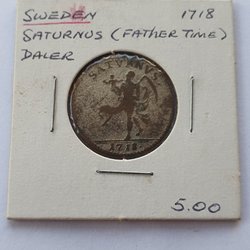 SWEDEN 1718
SATURNUS (FATHER TIME)
DALER
SATURNUS
1718
5.00